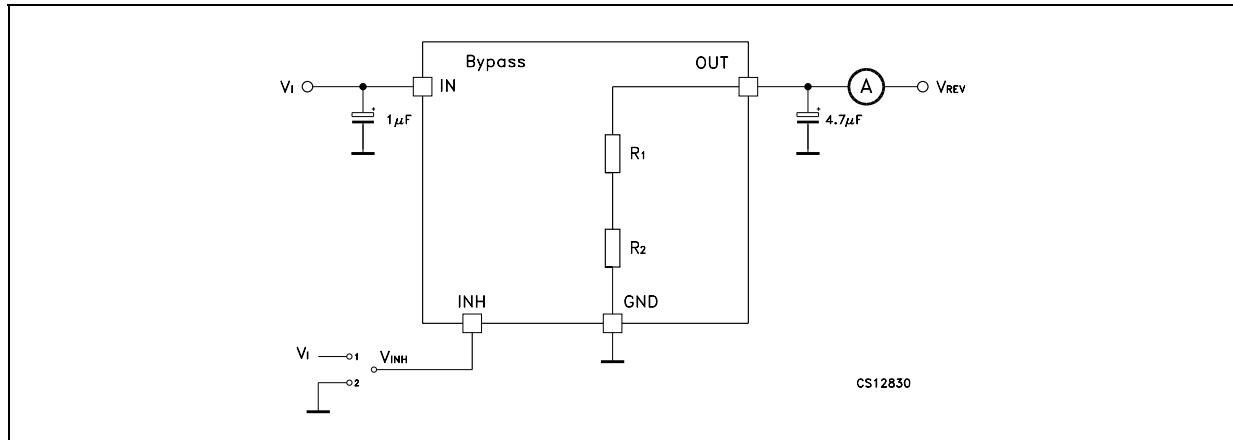 Bypass
OUT
VI
IN
A
VREV
+
1μF
+
4.7μF
R1
R2
INH
GND
VI
1
VINH
2
CS12830